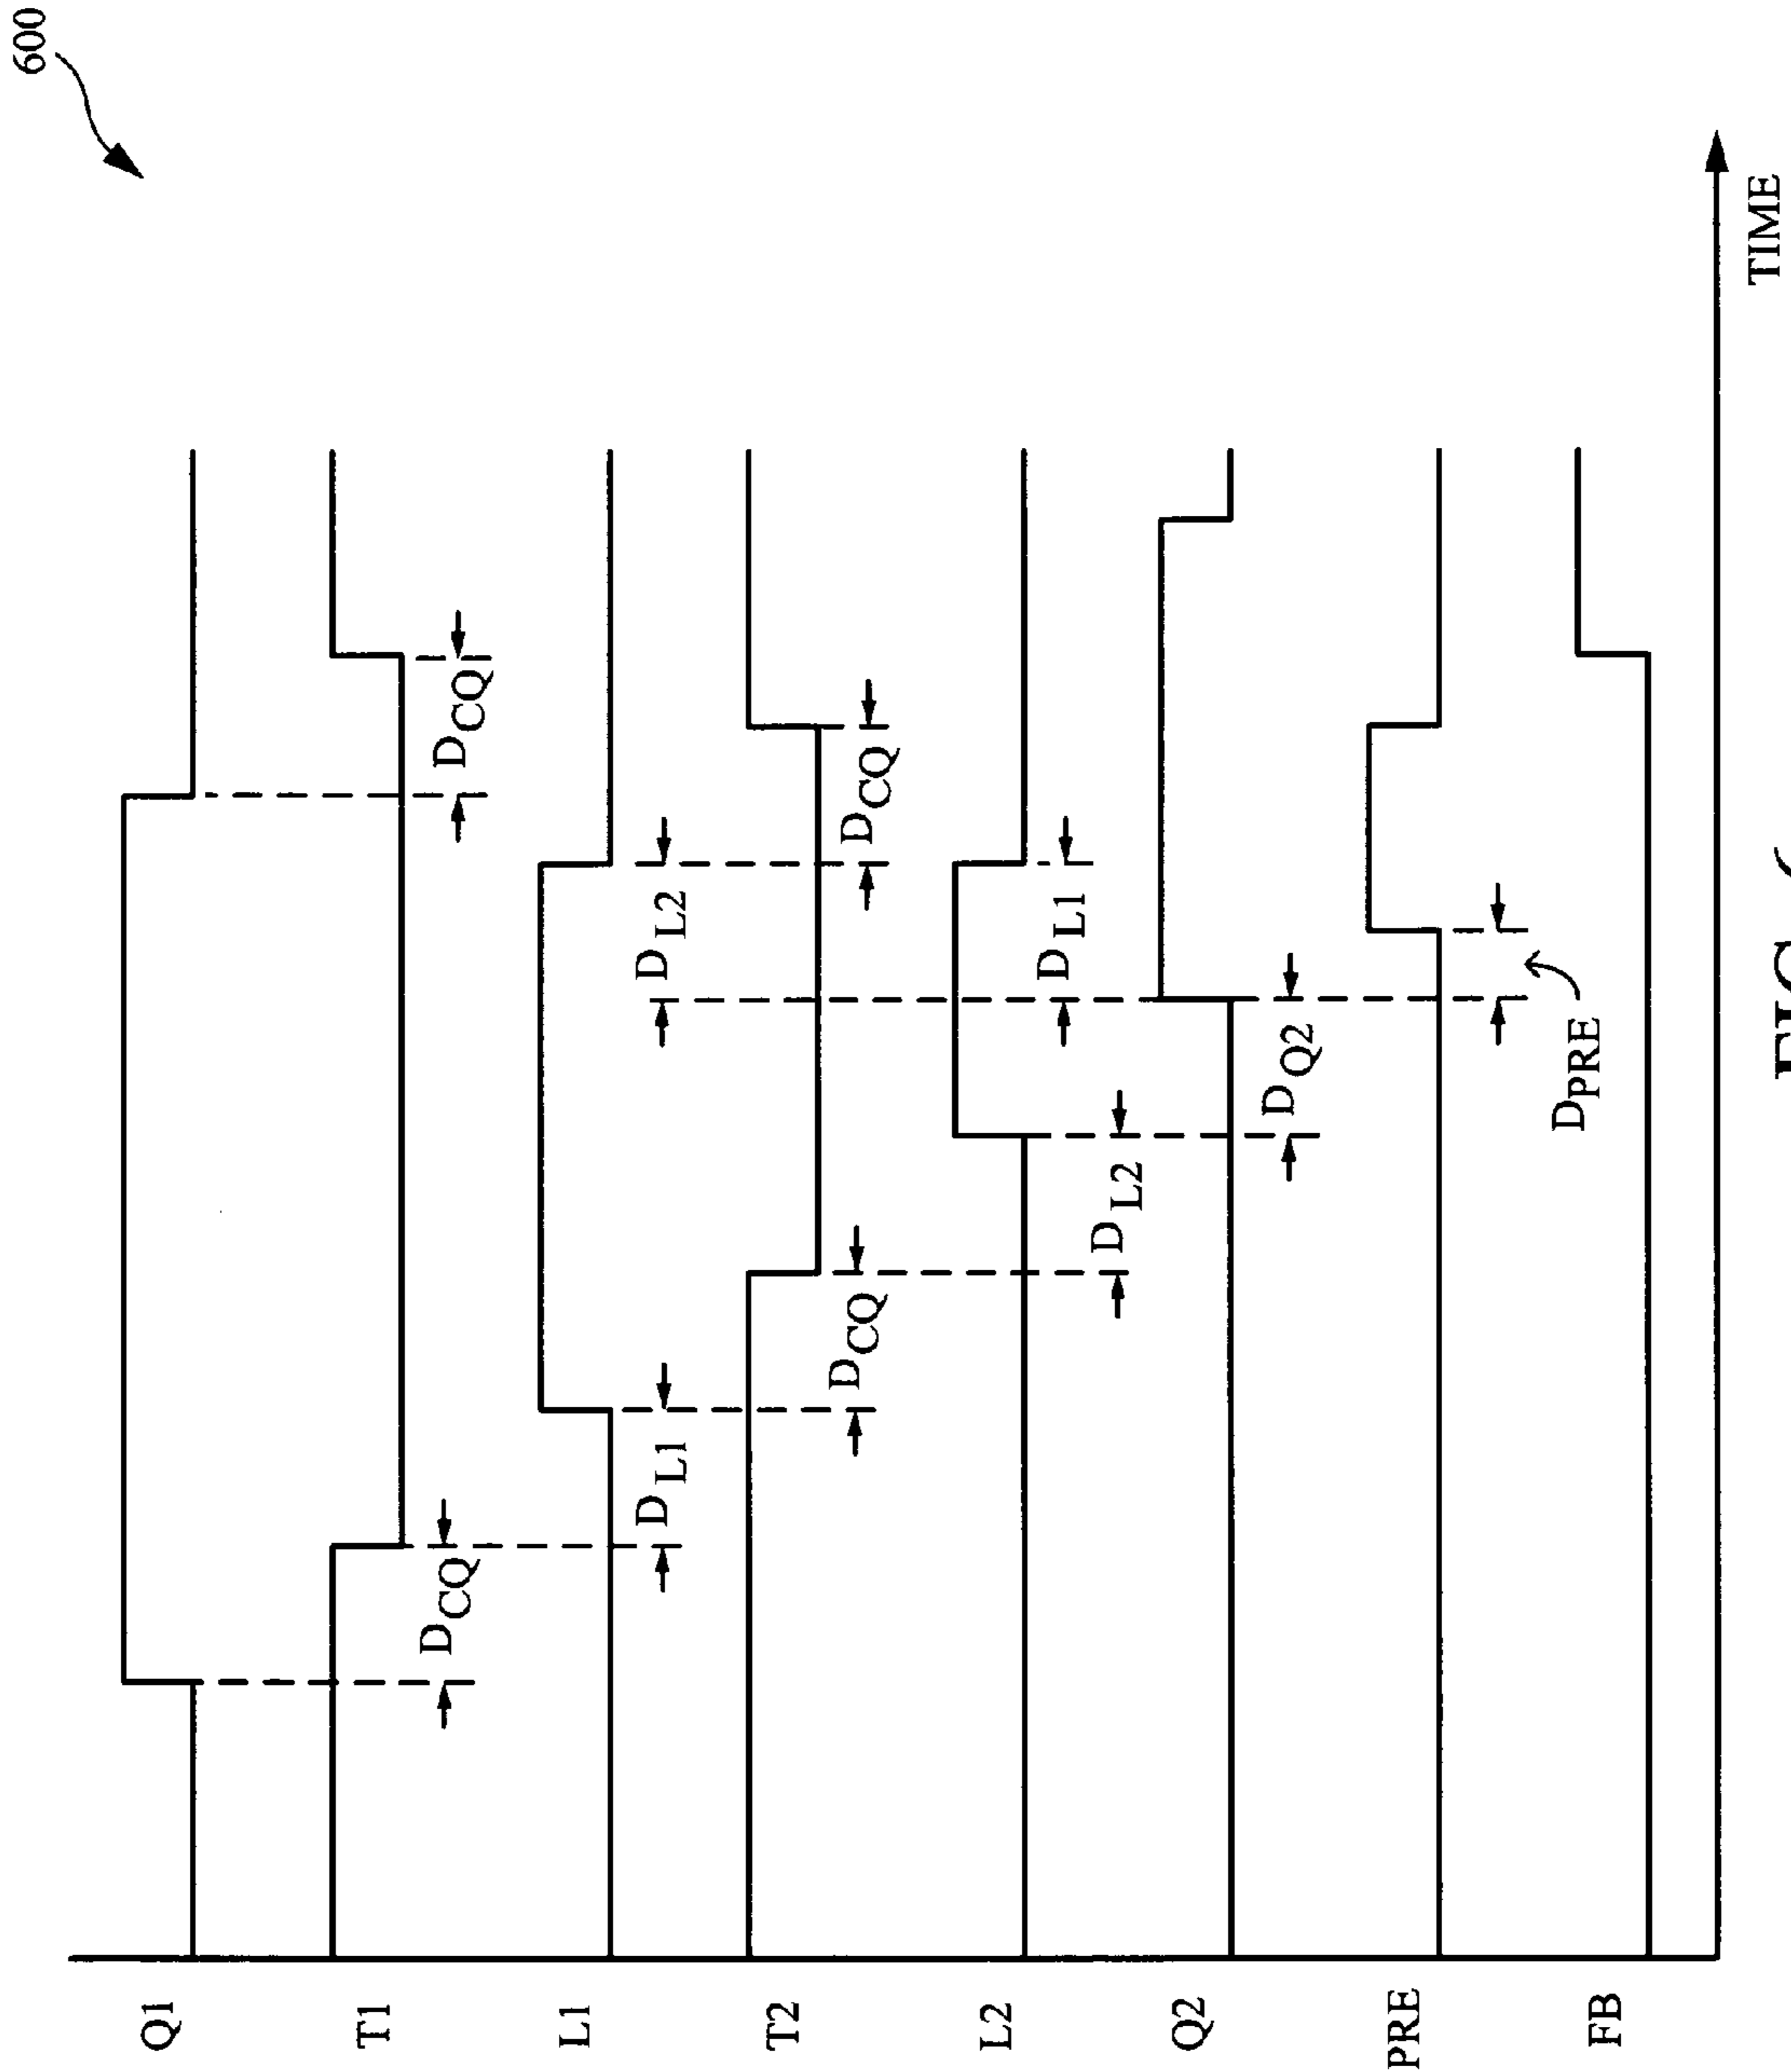 600
Q1
T1
DCQ
DCQ
L1
DL1
DL2
T2
DCQ
DCQ
L2
DL1
DL2
Q2
DQ2
PRE
DPRE
FB
TIME